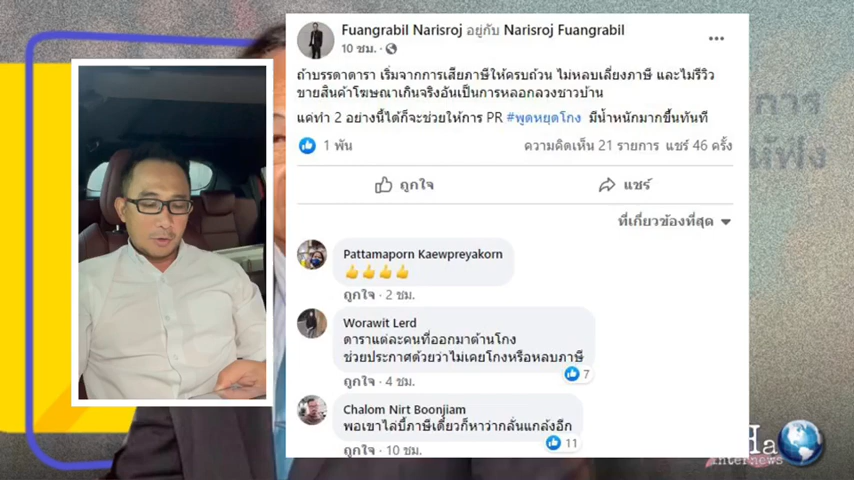 Fuangrabil Narisroj อยู่กับ Narisroj Fuangrabil
10 ชม.
ถ้าบรรดาดารา เริ่มจากการเสียภาษีให้ครบถ้วน ไม่หลบเลี่ยงภาษี และไม่รีวิว
ขายสินค้าโฆษณาเกินจริงอันเป็นการหลอกลวงชาวบ้าน
แค่ทำ 2 อย่างนี้ได้ก็จะช่วยให้การ PR #พูดหยุดโกง มีน้ำหนักมากขึ้นทันที
1 พัน
ความคิดเห็น 21 รายการ แชร์ 46 ครั้ง
ถูกใจ
แชร์
ที่เกี่ยวข้องที่สุด
Pattamaporn Kaewpreyakorn
ถูกใจ · 2 ชม.
Worawit Lerd
ดาราแต่ละคนที่ออกมาต้านโกง
ช่วยประกาศด้วยว่าไม่เคยโกงหรือหลบภาษี
7
ถูกใจ · 4 ชม.
Chalom Nirt Boonjiam
พอเขาไล่บี้ภาษีเดี๋ยวก็หาว่ากลั่นแกล้งอีก
11
ถูกใจ · 10 ชม.
การ
internews